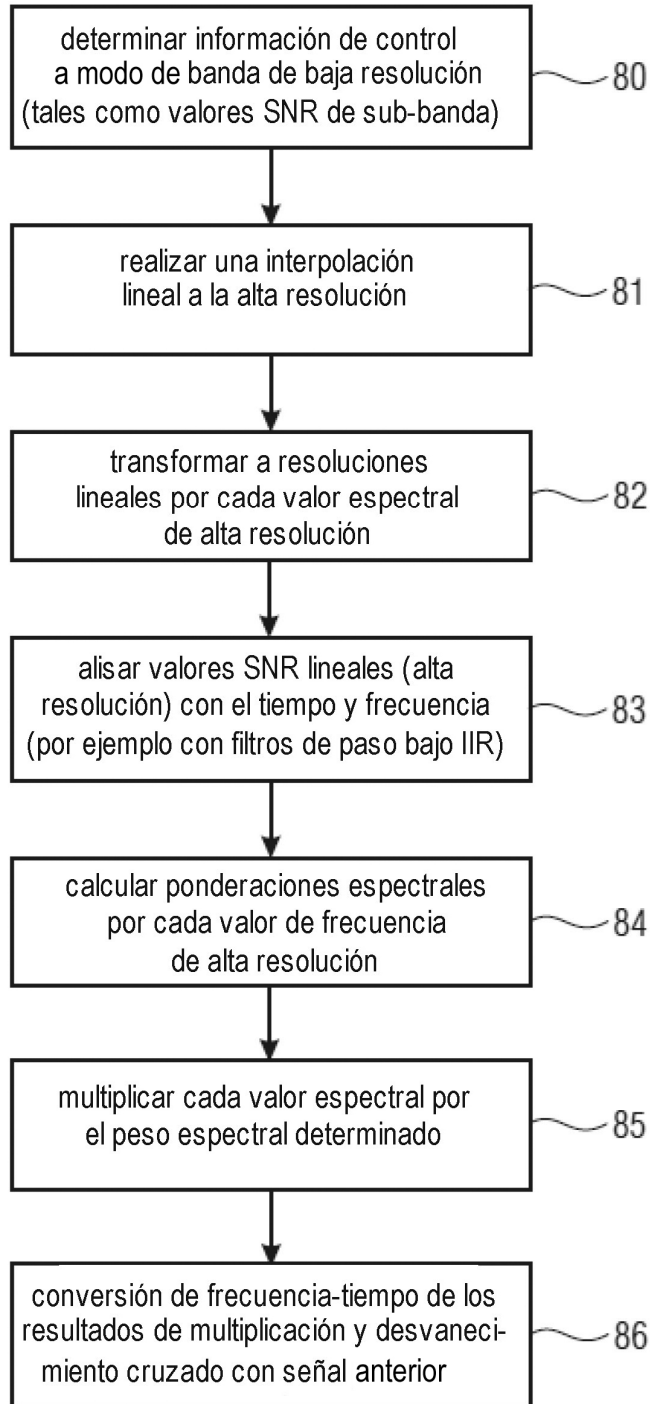 determinar información de control
a modo de banda de baja resolución
(tales como valores SNR de sub-banda)
80
realizar una interpolación
lineal a la alta resolución
81
transformar a resoluciones
lineales por cada valor espectral
de alta resolución
82
alisar valores SNR lineales (alta
resolución) con el tiempo y frecuencia
(por ejemplo con filtros de paso bajo IIR)
83
calcular ponderaciones espectrales
por cada valor de frecuencia
de alta resolución
84
multiplicar cada valor espectral por
el peso espectral determinado
85
conversión de frecuencia-tiempo de los
resultados de multiplicación y desvaneci-
miento cruzado con señal anterior
86